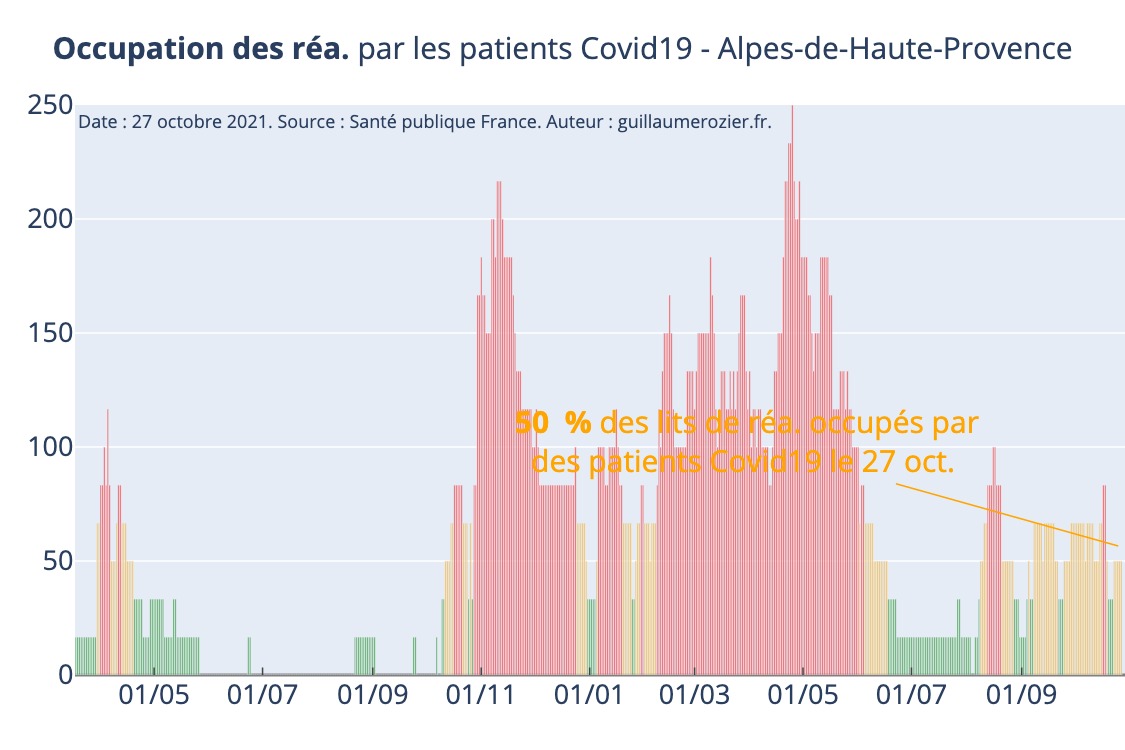 Occupation des réa. par les patients Covid19 - Alpes-de-Haute-Provence
250
Date : 27 octobre 2021. Source : Santé publique France. Auteur : guillaumerozier.fr.
200
150
50 % des lits de réa. occupés par
100
des patients Covid19 le 27 oct.
50
0
01/05 01/07 01/09 01/11 01/01 01/03 01/05 01/07 01/09